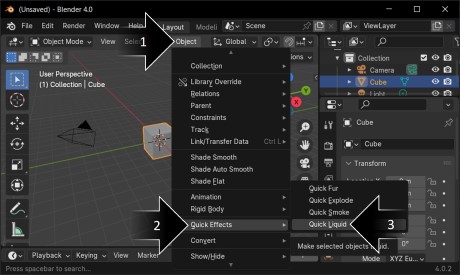 (Unsaved) - Blender 4.0
File Edit Render Window Help Layout Modeli Scene ViewLayer
1
Object Mode View Object Global
Collection
User Perspective
(1) Collection | Cube
Collection
Camera
Cube
Light
Library Override
Relations
Parent
Constraints
Track
Link/Transfer Data Ctrl L
Shade Smooth
Shade Auto Smooth
Shade Flat
Animation
Rigid Body
Quick Effects
Convert
Show/Hide
2
Quick Fur
Quick Explode
Quick Smoke
Quick Liquid
3
Make selected objects liquid.
Cube
Cube
Transform
0°
Mode XYZ Eu...
Playback Keying View Marker
Press spacebar to search...
4.0.2